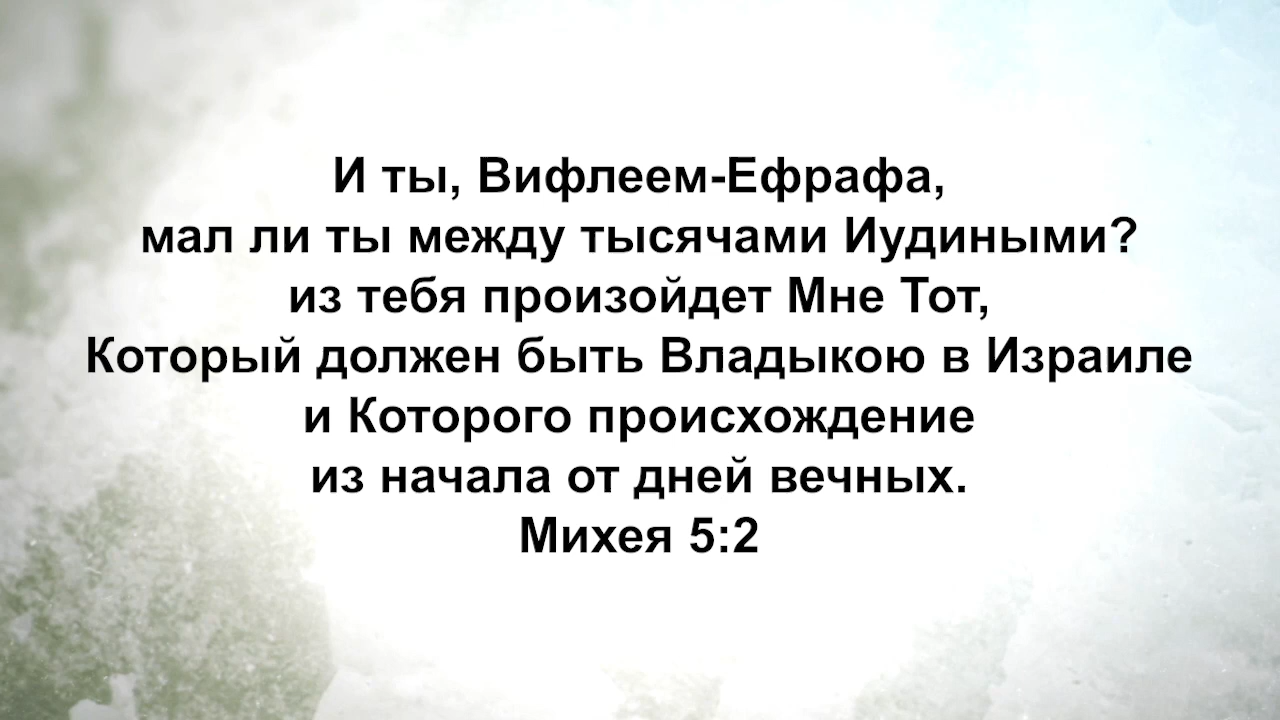 И ты, Вифлеем-Ефрафа,
мал ли ты между тысячами Иудиными?
из тебя произойдет Мне Тот,
Который должен быть Владыкою в Израиле
и Которого происхождение
из начала от дней вечных.
Михея 5:2